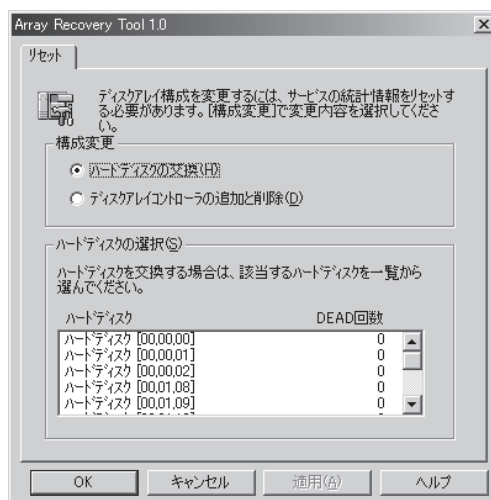 Array Recovery Tool 1.0
リセット
ディスクアレイ構成を変更するには、サービスの統計情報をリセットす
る必要があります。[構成変更]で変更内容を選択してくださ
い。
構成変更
ハードディスクの交換(H)
ディスクアレイコントローラの追加と削除(D)
ハードディスクの選択(S)
ハードディスクを交換する場合は、該当するハードディスクを一覧から
選んでください。
ハードディスク DEAD回数
ハードディスク [00,00,00] 0
ハードディスク [00,00,01] 0
ハードディスク [00,00,02] 0
ハードディスク [00,01,08] 0
ハードディスク [00,01,09] 0
OK キャンセル 適用(A) ヘルプ